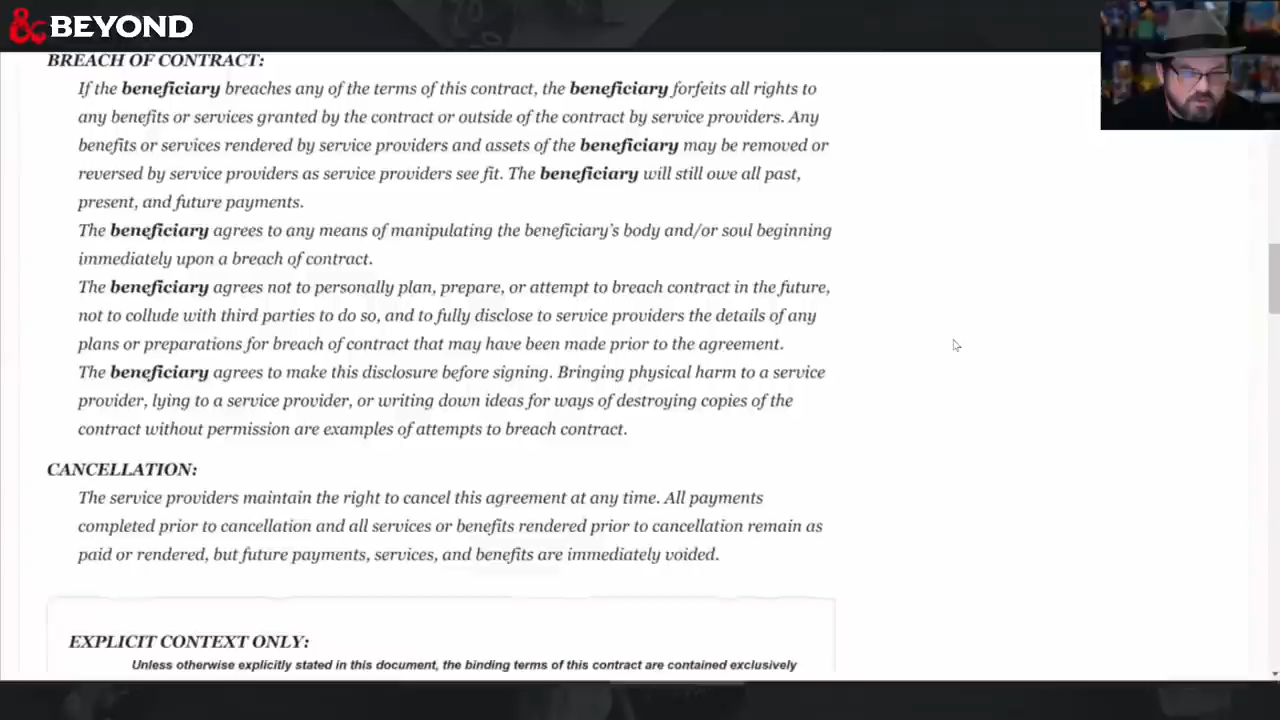 & BEYOND
BREACH OF CONTRACT:
If the beneficiary breaches any of the terms of this contract, the beneficiary forfeits all rights to
any benefits or services granted by the contract or outside of the contract by service providers. Any
benefits or services rendered by service providers and assets of the beneficiary may be removed or
reversed by service providers as service providers see fit. The beneficiary will still owe all past,
present, and future payments.
The beneficiary agrees to any means of manipulating the beneficiary's body and/or soul beginning
immediately upon a breach of contract.
The beneficiary agrees not to personally plan, prepare, or attempt to breach contract in the future,
not to collude with third parties to do so, and to fully disclose to service providers the details of any
plans or preparations for breach of contract that may have been made prior to the agreement.
The beneficiary agrees to make this disclosure before signing. Bringing physical harm to a service
provider, lying to a service provider, or writing down ideas for ways of destroying copies of the
contract without permission are examples of attempts to breach contract.
CANCELLATION:
The service providers maintain the right to cancel this agreement at any time. All payments
completed prior to cancellation and all services or benefits rendered prior to cancellation remain as
paid or rendered, but future payments, services, and benefits are immediately voided.
EXPLICIT CONTEXT ONLY:
Unless otherwise explicitly stated in this document, the binding terms of this contract are contained exclusively